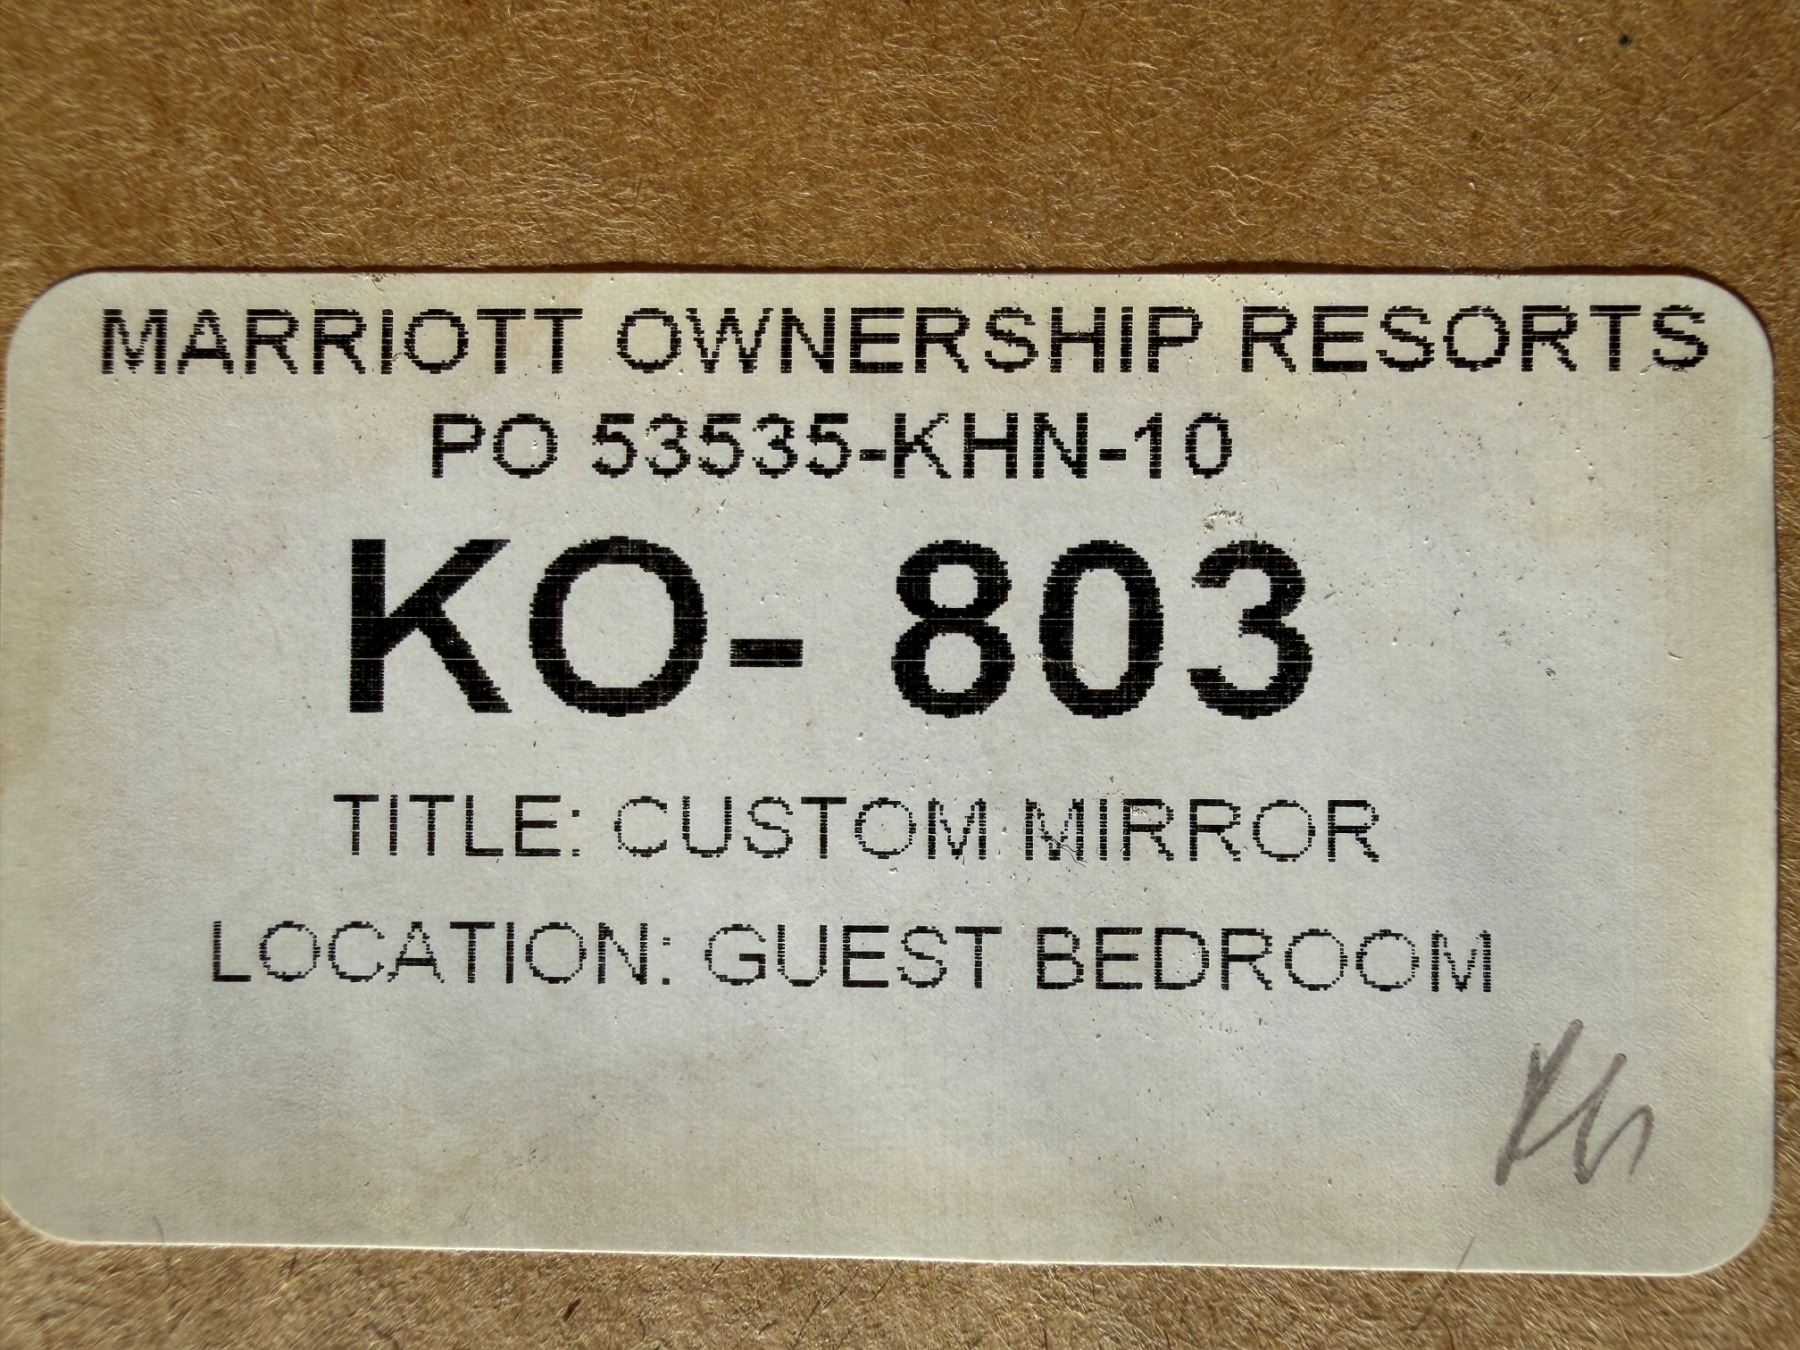 MARRIOTT OWNERSHIP RESORTS
PO 53535-KHN-10
KO- 803
TITLE: CUSTOM MIRROR
LOCATION: GUEST BEDROOM